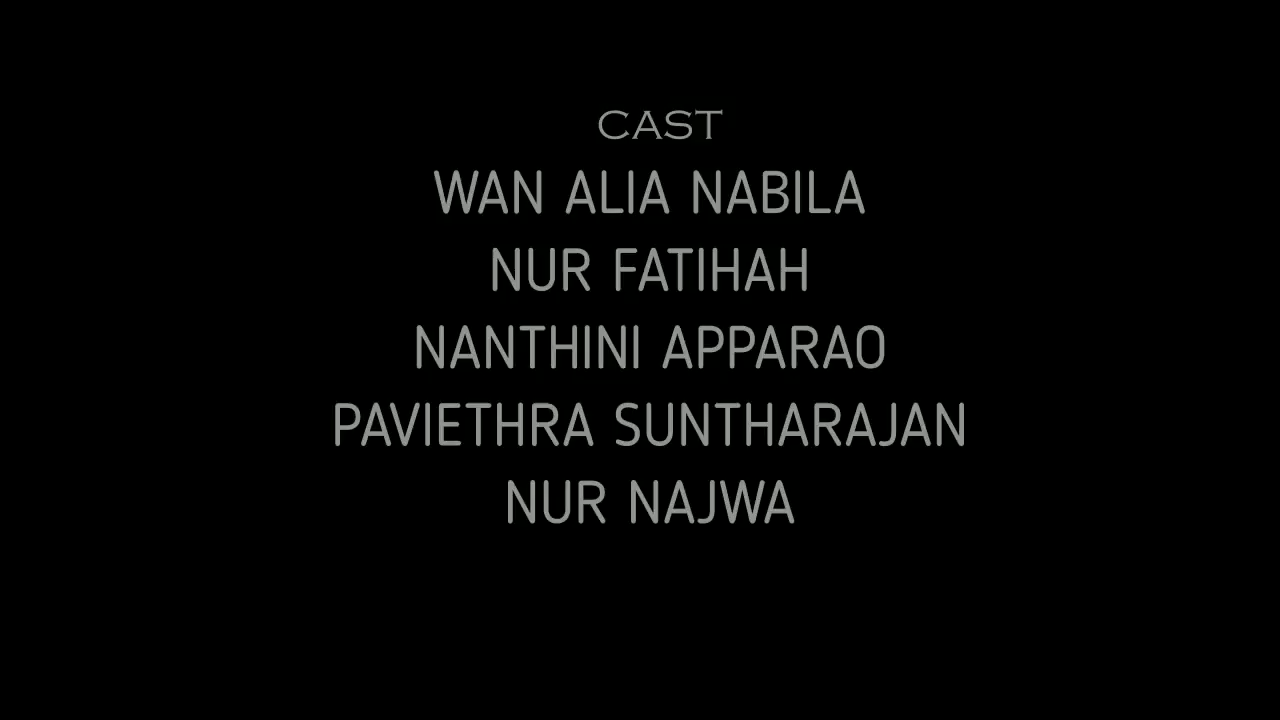 CAST
WAN ALIA NABILA
NUR FATIHAH
NANTHINI APPARAO
PAVIETHRA SUNTHARAJAN
NUR NAJWA